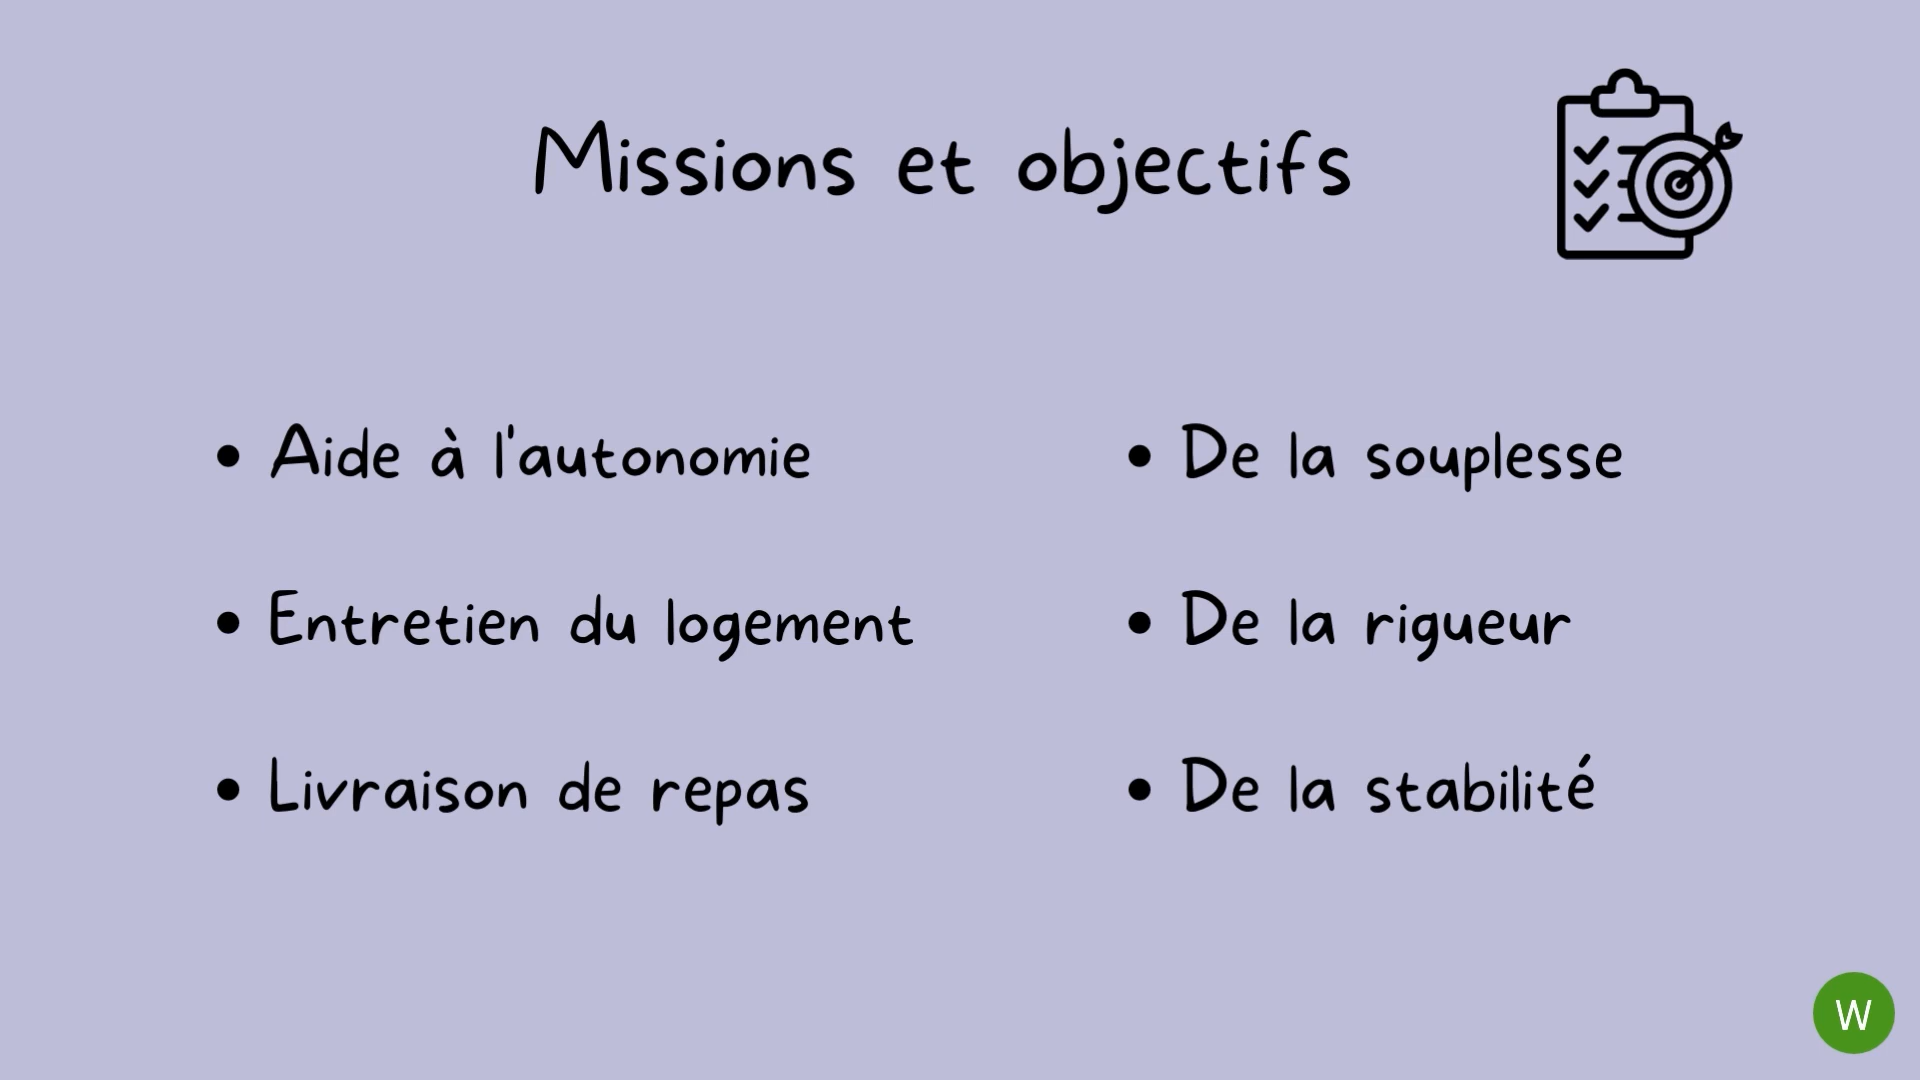 Missions et objectifs
• Aide à l'autonomie
• Entretien du logement
• Livraison de repas
• De la souplesse
• De la rigueur
• De la stabilité
W